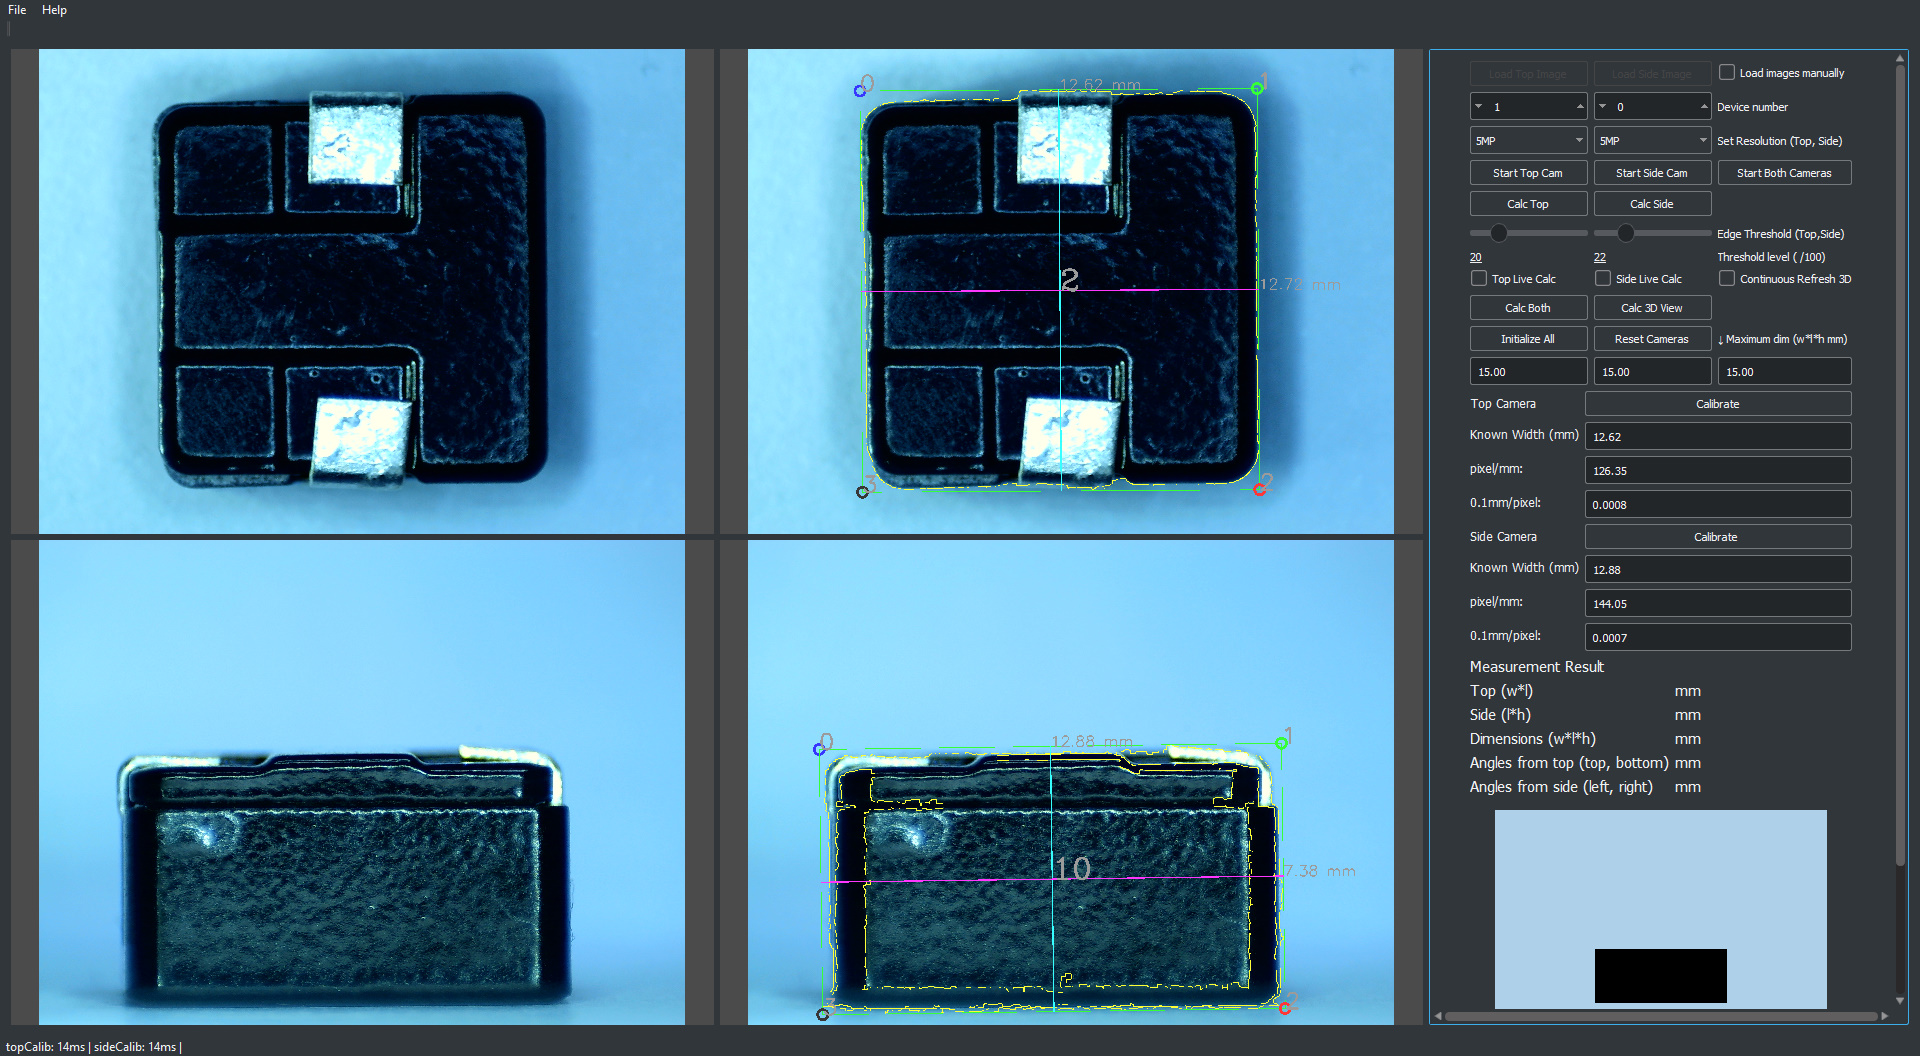 File Help
0
12.62 mm
1
2
12.72 mm
3
2
0
12.88 mm
1
10
7.38 mm
3
2
Load Top Image Load Side Image Load images manually
1 0 Device number
5MP 5MP Set Resolution (Top, Side)
Start Top Cam Start Side Cam Start Both Cameras
Calc Top Calc Side
Edge Threshold (Top,Side)
20 22 Threshold level ( /100)
Top Live Calc Side Live Calc Continuous Refresh 3D
Calc Both Calc 3D View
Initialize All Reset Cameras ↓ Maximum dim (w*l*h mm)
15.00 15.00 15.00
Top Camera Calibrate
Known Width (mm) 12.62
pixel/mm: 126.35
0.1mm/pixel: 0.0008
Side Camera Calibrate
Known Width (mm) 12.88
pixel/mm: 144.05
0.1mm/pixel: 0.0007
Measurement Result
Top (w*l) mm
Side (l*h) mm
Dimensions (w*l*h) mm
Angles from top (top, bottom) mm
Angles from side (left, right) mm
topCalib: 14ms | sideCalib: 14ms |